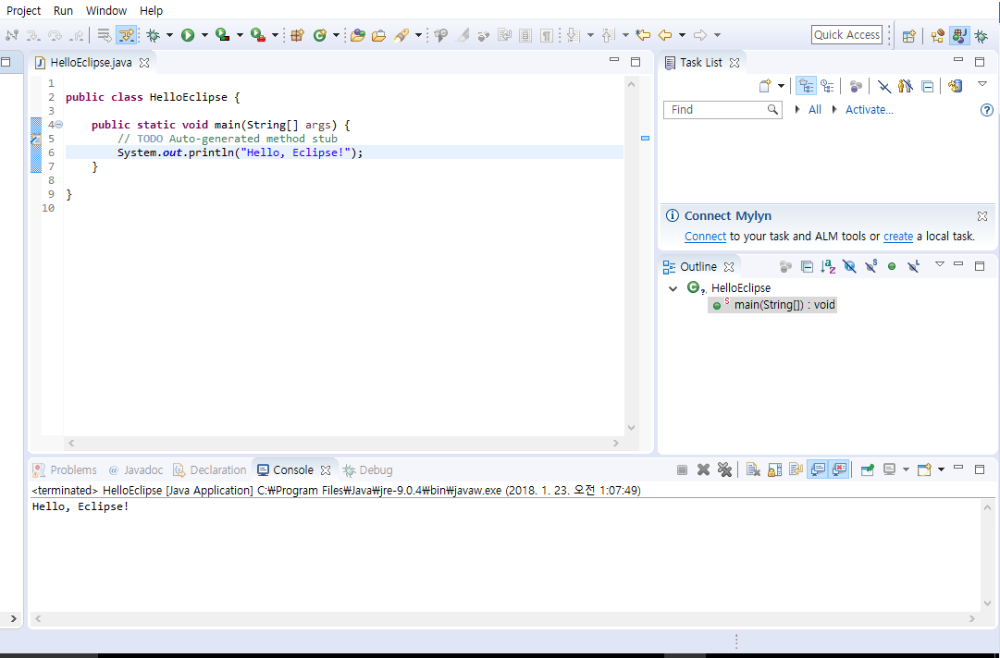 Project Run Window Help
Quick Access
HelloEclipse.java
1
2 public class HelloEclipse {
3
4 public static void main(String[] args) {
5 // TODO Auto-generated method stub
6 System.out.println("Hello, Eclipse!");
7 }
8
9 }
10
Task List
Find All Activate...
Connect Mylyn
Connect to your task and ALM tools or create a local task.
Outline
HelloEclipse
main(String[]) : void
Problems @ Javadoc Declaration Console Debug
<terminated> HelloEclipse [Java Application] C:₩Program Files₩Java₩jre-9.0.4₩bin₩javaw.exe (2018. 1. 23. 오전 1:07:49)
Hello, Eclipse!